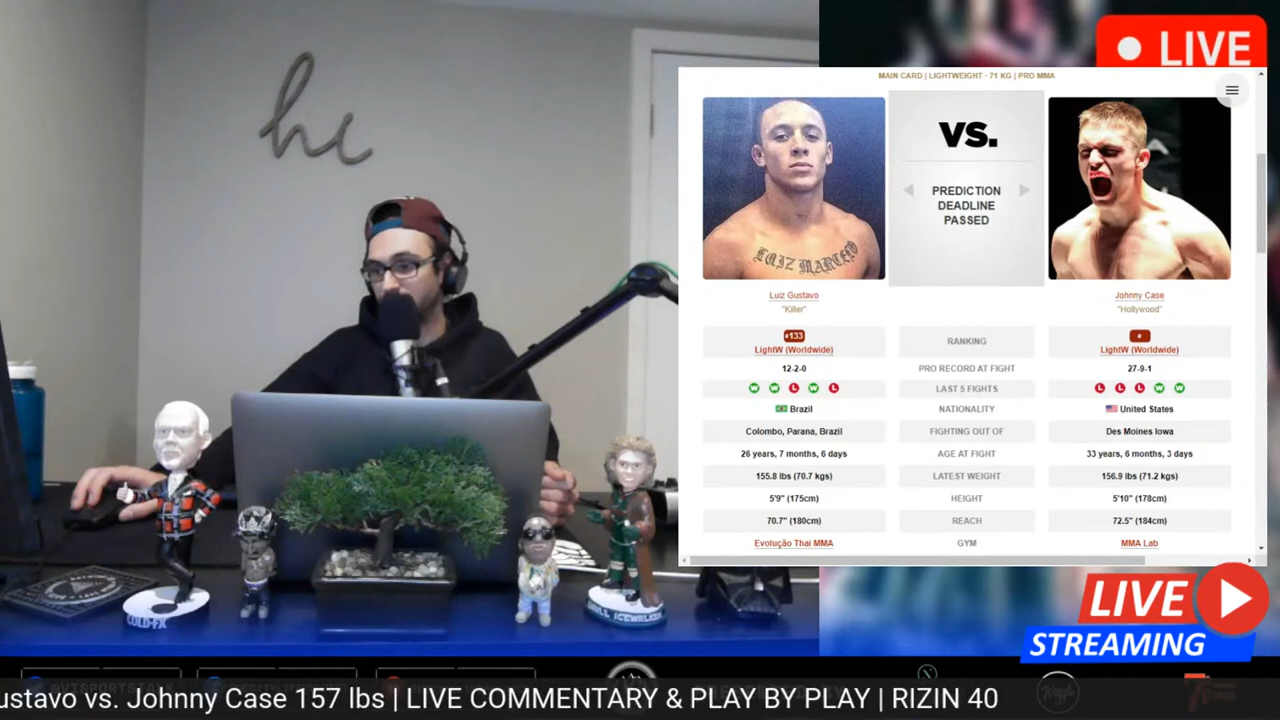 hi
LIVE
MAIN CARD | LIGHTWEIGHT · 71 KG | PRO MMA
VS.
PREDICTION
DEADLINE
PASSED
LUIZ MARCELO
Luiz Gustavo
"Killer"
Johnny Case
"Hollywood"
#133
LightW (Worldwide)
RANKING
#
LightW (Worldwide)
12-2-0
PRO RECORD AT FIGHT
27-9-1
W W L W L
LAST 5 FIGHTS
L L L W W
Brazil
NATIONALITY
United States
Colombo, Parana, Brazil
FIGHTING OUT OF
Des Moines Iowa
26 years, 7 months, 6 days
AGE AT FIGHT
33 years, 6 months, 3 days
155.8 lbs (70.7 kgs)
LATEST WEIGHT
156.9 lbs (71.2 kgs)
5'9" (175cm)
HEIGHT
5'10" (178cm)
70.7" (180cm)
REACH
72.5" (184cm)
Evolução Thai MMA
GYM
MMA Lab
COLD-FX
LIVE
STREAMING
ustavo vs. Johnny Case 157 lbs | LIVE COMMENTARY & PLAY BY PLAY | RIZIN 40